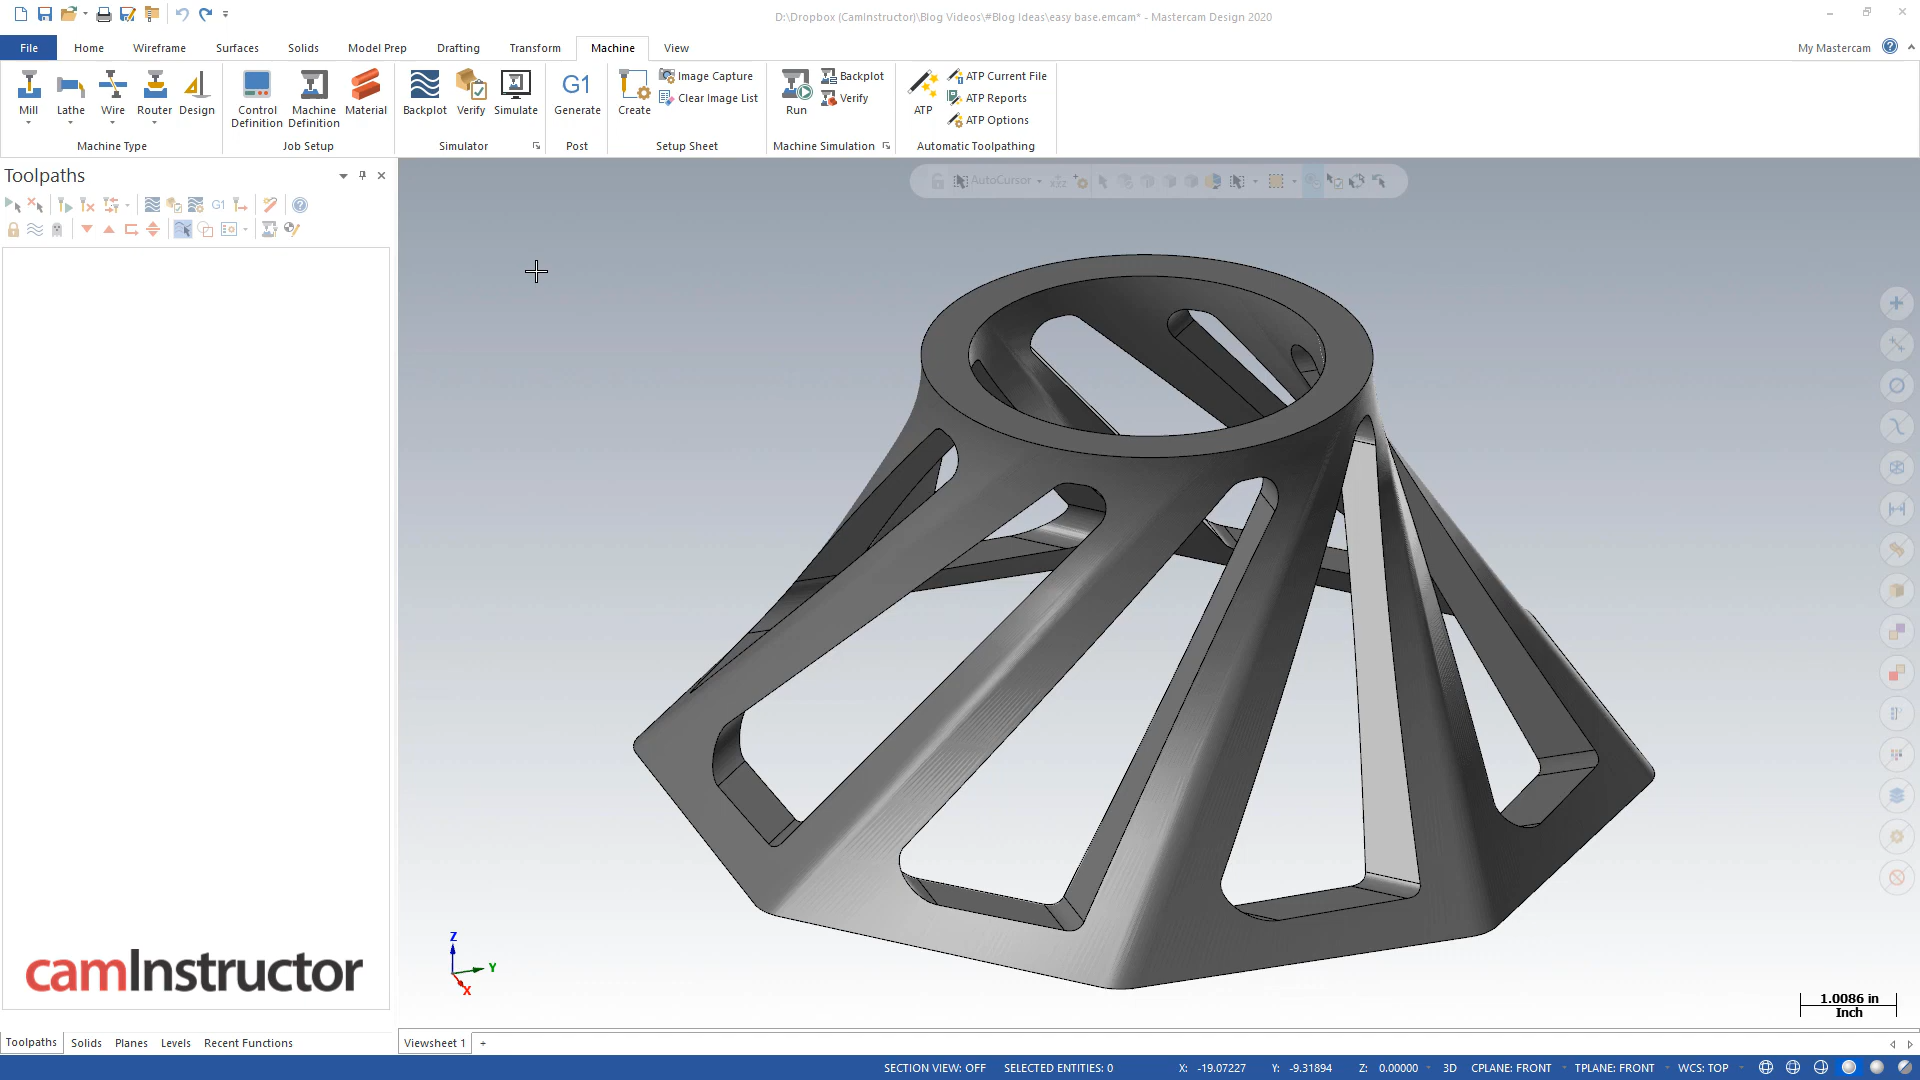 D:\Dropbox (CamInstructor)\Blog Videos\#Blog Ideas\easy base.emcam* - Mastercam Design 2020
File Home Wireframe Surfaces Solids Model Prep Drafting Transform Machine View My Mastercam
Mill Lathe Wire Router Design
Machine Type
Control Definition Machine Definition Material
Job Setup
Backplot Verify Simulate
Simulator
G1
Generate
Post
Create Image Capture
Clear Image List
Setup Sheet
Run Backplot
Verify
Machine Simulation
ATP ATP Current File
ATP Reports
ATP Options
Automatic Toolpathing
Toolpaths
G1
AutoCursor
camInstructor
Z
Y
X
1.0086 in
Inch
Toolpaths Solids Planes Levels Recent Functions Viewsheet 1 +
SECTION VIEW: OFF SELECTED ENTITIES: 0 X: -19.07227 Y: -9.31894 Z: 0.00000 3D CPLANE: FRONT TPLANE: FRONT WCS: TOP